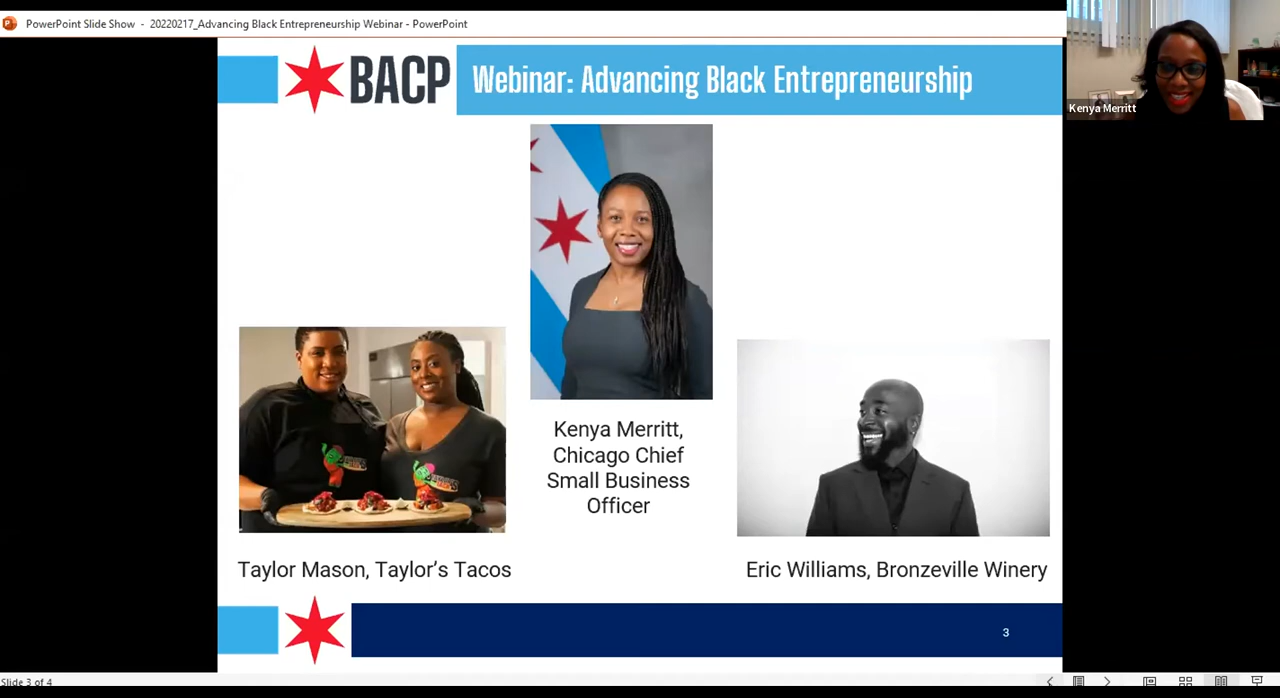 PowerPoint Slide Show - 20220217_Advancing Black Entrepreneurship Webinar - PowerPoint
BACP
Webinar: Advancing Black Entrepreneurship
Kenya Merritt
Kenya Merritt,
Chicago Chief
Small Business
Officer
Taylor Mason, Taylor’s Tacos
Eric Williams, Bronzeville Winery
3
Slide 3 of 4